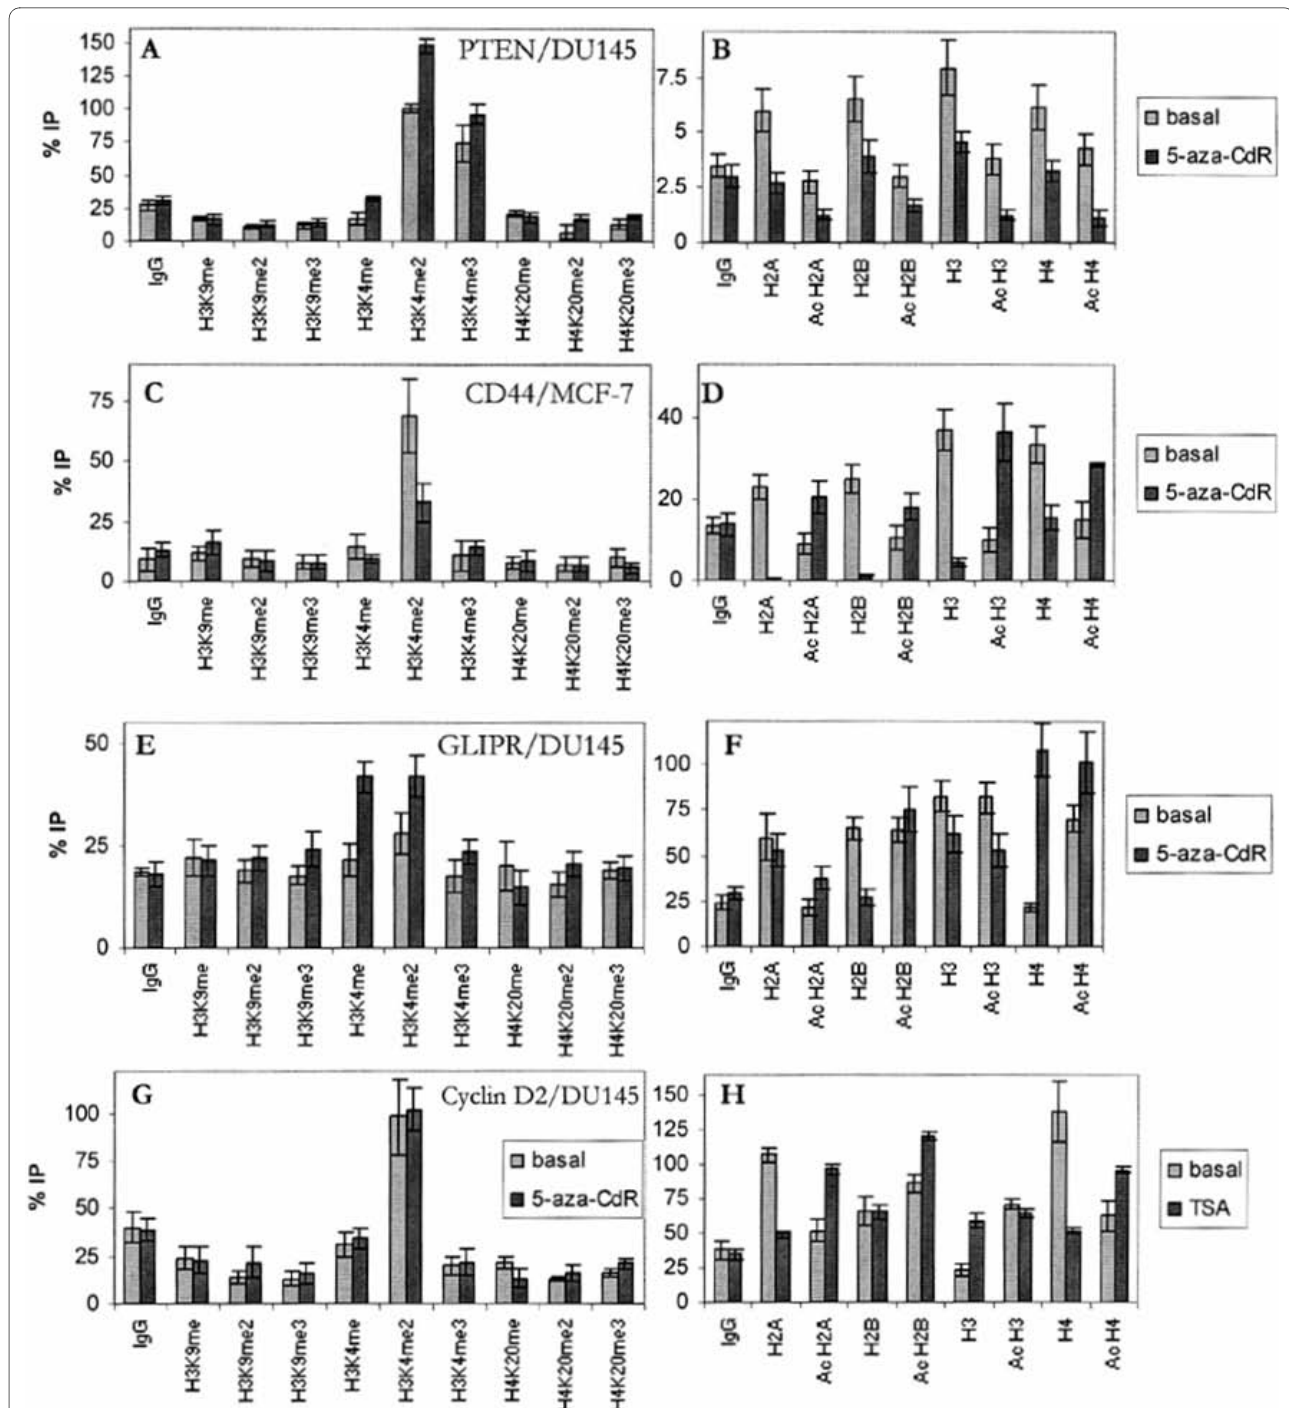 A PTEN/DU145
% IP
150
125
100
75
50
25
0
IgG
H3K9me
H3K9me2
H3K9me3
H3K4me
H3K4me2
H3K4me3
H4K20me
H4K20me2
H4K20me3
B
7.5
5
2.5
0
IgG
H2A
Ac H2A
H2B
Ac H2B
H3
Ac H3
H4
Ac H4
basal
5-aza-CdR
C CD44/MCF-7
% IP
75
50
25
0
IgG
H3K9me
H3K9me2
H3K9me3
H3K4me
H3K4me2
H3K4me3
H4K20me
H4K20me2
H4K20me3
D
40
20
0
IgG
H2A
Ac H2A
H2B
Ac H2B
H3
Ac H3
H4
Ac H4
basal
5-aza-CdR
E GLIPR/DU145
% IP
50
25
0
IgG
H3K9me
H3K9me2
H3K9me3
H3K4me
H3K4me2
H3K4me3
H4K20me
H4K20me2
H4K20me3
F
100
75
50
25
0
IgG
H2A
Ac H2A
H2B
Ac H2B
H3
Ac H3
H4
Ac H4
basal
5-aza-CdR
G Cyclin D2/DU145
% IP
100
75
50
25
0
basal
5-aza-CdR
IgG
H3K9me
H3K9me2
H3K9me3
H3K4me
H3K4me2
H3K4me3
H4K20me
H4K20me2
H4K20me3
H
150
125
100
75
50
25
0
IgG
H2A
Ac H2A
H2B
Ac H2B
H3
Ac H3
H4
Ac H4
basal
TSA